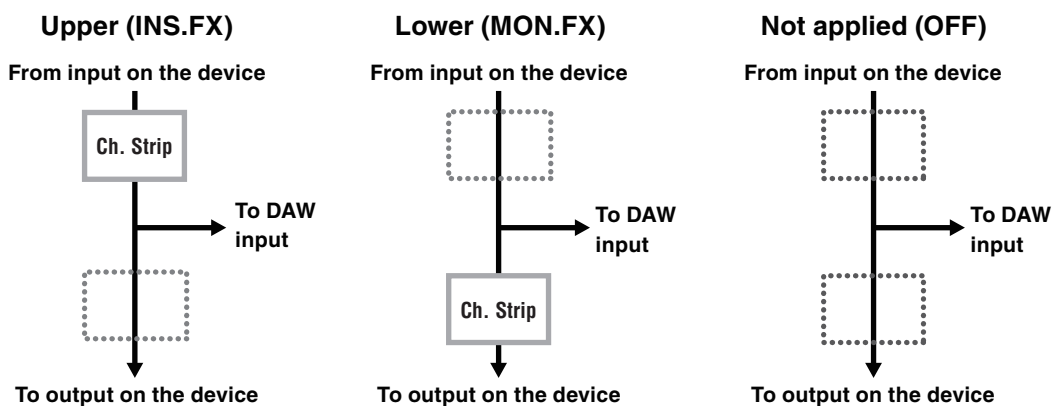 Upper (INS.FX)
From input on the device
Ch. Strip
To DAW
input
To output on the device
Lower (MON.FX)
From input on the device
To DAW
input
Ch. Strip
To output on the device
Not applied (OFF)
From input on the device
To DAW
input
To output on the device